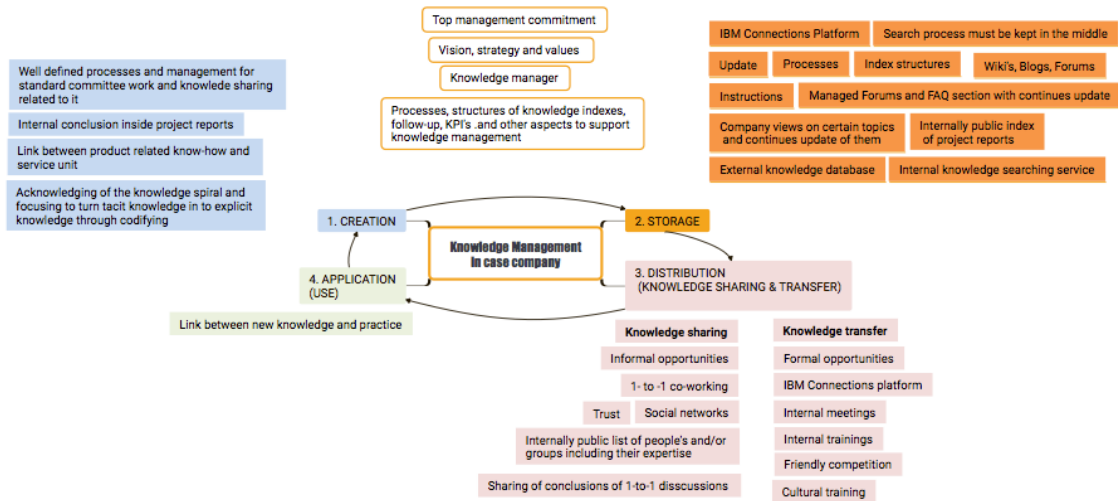 Top management commitment
Vision, strategy and values
Knowledge manager
Processes, structures of knowledge indexes,
follow-up, KPI's .and other aspects to support
knowledge management
Well defined processes and management for
standard committee work and knowlede sharing
related to it
Internal conclusion inside project reports
Link between product related know-how and
service unit
Acknowledging of the knowledge spiral and
focusing to turn tacit knowledge in to explicit
knowledge through codifying
IBM Connections Platform
Search process must be kept in the middle
Update
Processes
Index structures
Wiki's, Blogs, Forums
Instructions
Managed Forums and FAQ section with continues update
Company views on certain topics
and continues update of them
Internally public index
of project reports
External knowledge database
Internal knowledge searching service
1. CREATION
2. STORAGE
Knowledge Management
in case company
4. APPLICATION
(USE)
3. DISTRIBUTION
(KNOWLEDGE SHARING & TRANSFER)
Link between new knowledge and practice
Knowledge sharing
Informal opportunities
1- to -1 co-working
Trust
Social networks
Internally public list of people's and/or
groups including their expertise
Sharing of conclusions of 1-to-1 disscussions
Knowledge transfer
Formal opportunities
IBM Connections platform
Internal meetings
Internal trainings
Friendly competition
Cultural training